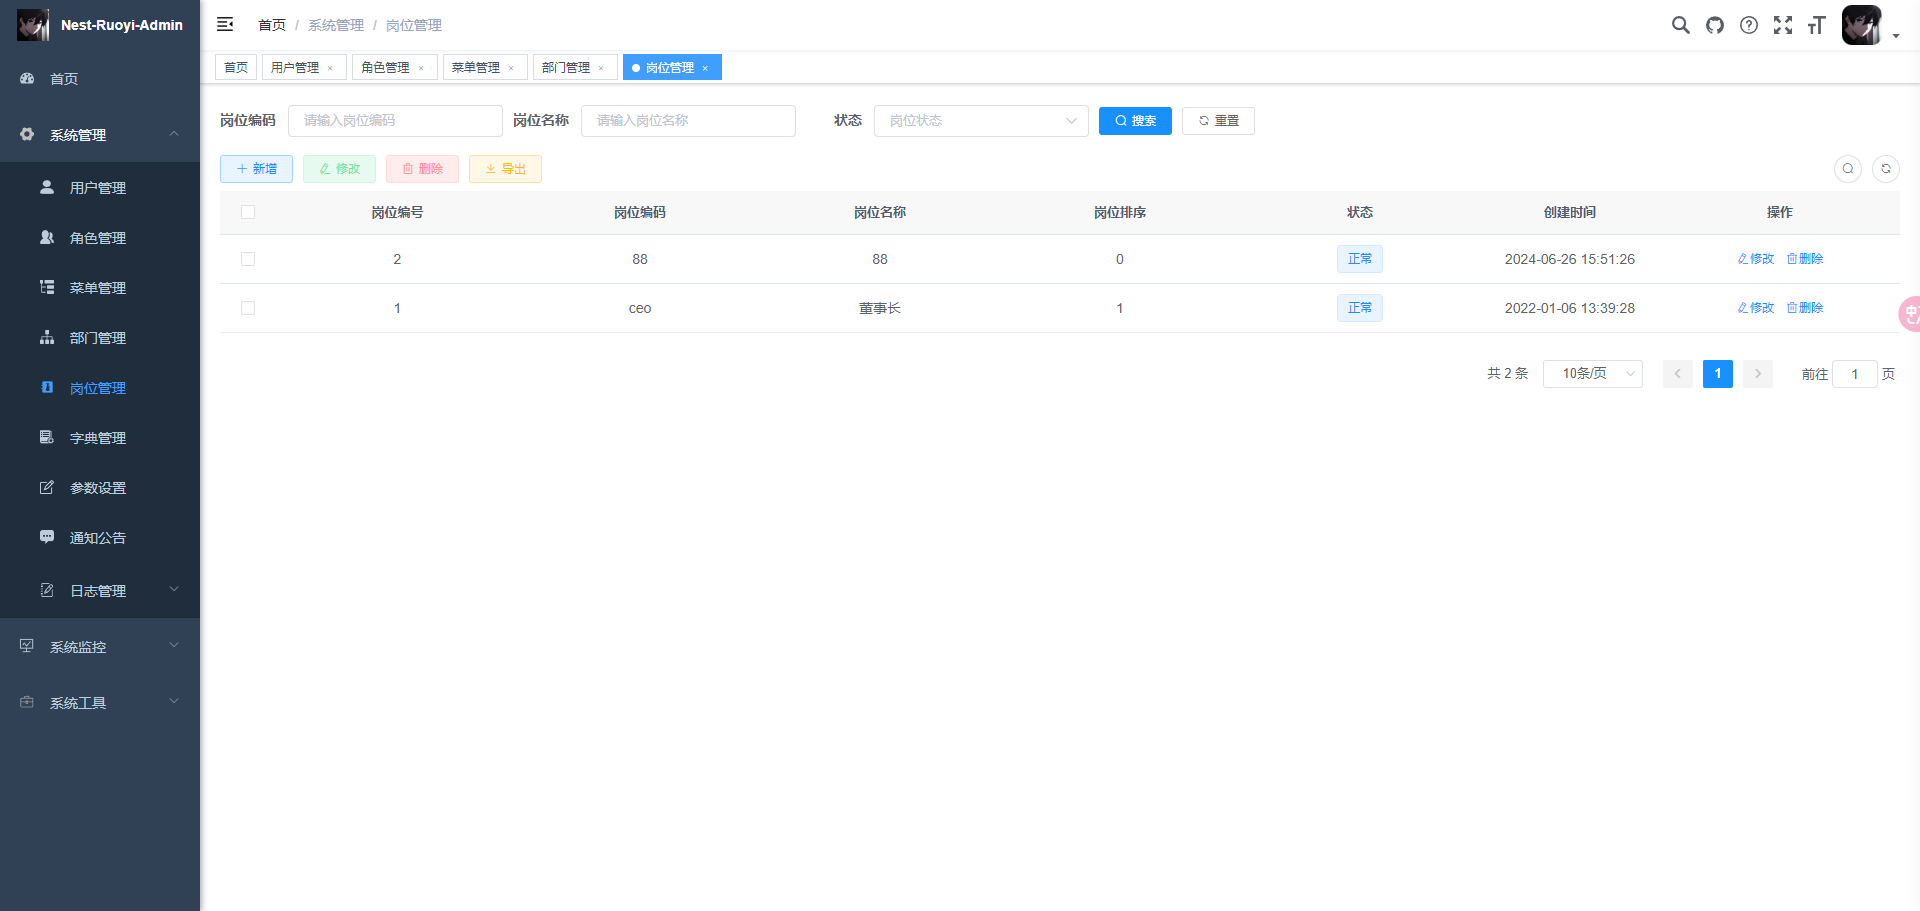 Nest-Ruoyi-Admin
首页 / 系统管理 / 岗位管理
首页
用户管理 ×
角色管理 ×
菜单管理 ×
部门管理 ×
岗位管理 ×
首页
系统管理
用户管理
角色管理
菜单管理
部门管理
岗位管理
字典管理
参数设置
通知公告
日志管理
系统监控
系统工具
岗位编码 请输入岗位编码 岗位名称 请输入岗位名称 状态 岗位状态 搜索 重置
新增 修改 删除 导出
岗位编号 岗位编码 岗位名称 岗位排序 状态 创建时间 操作
2 88 88 0 正常 2024-06-26 15:51:26 修改 删除
1 ceo 董事长 1 正常 2022-01-06 13:39:28 修改 删除
共 2 条 10条/页 1 前往 1 页
中